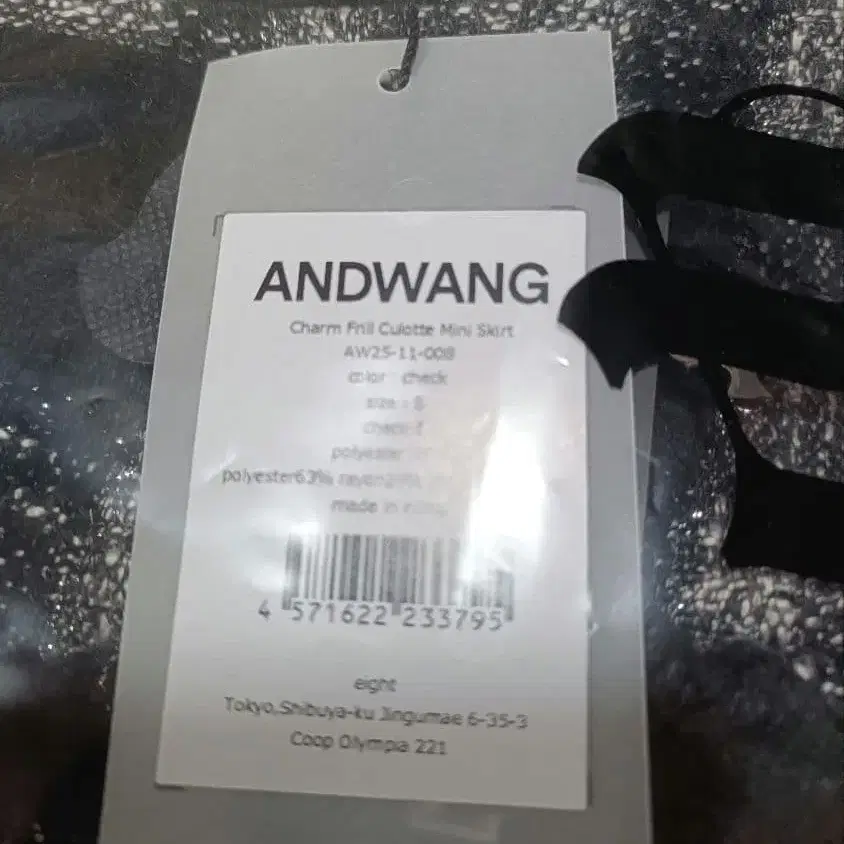 ANDWANG
Charm Frill Culotte Mini Skirt
AW25-11-008
color : check
size : S
polyester
polyester63% rayon
made in
4 571622 233795
eight
Tokyo,Shibuya-ku Jingumae 6-35-3
Coop Olympia 221